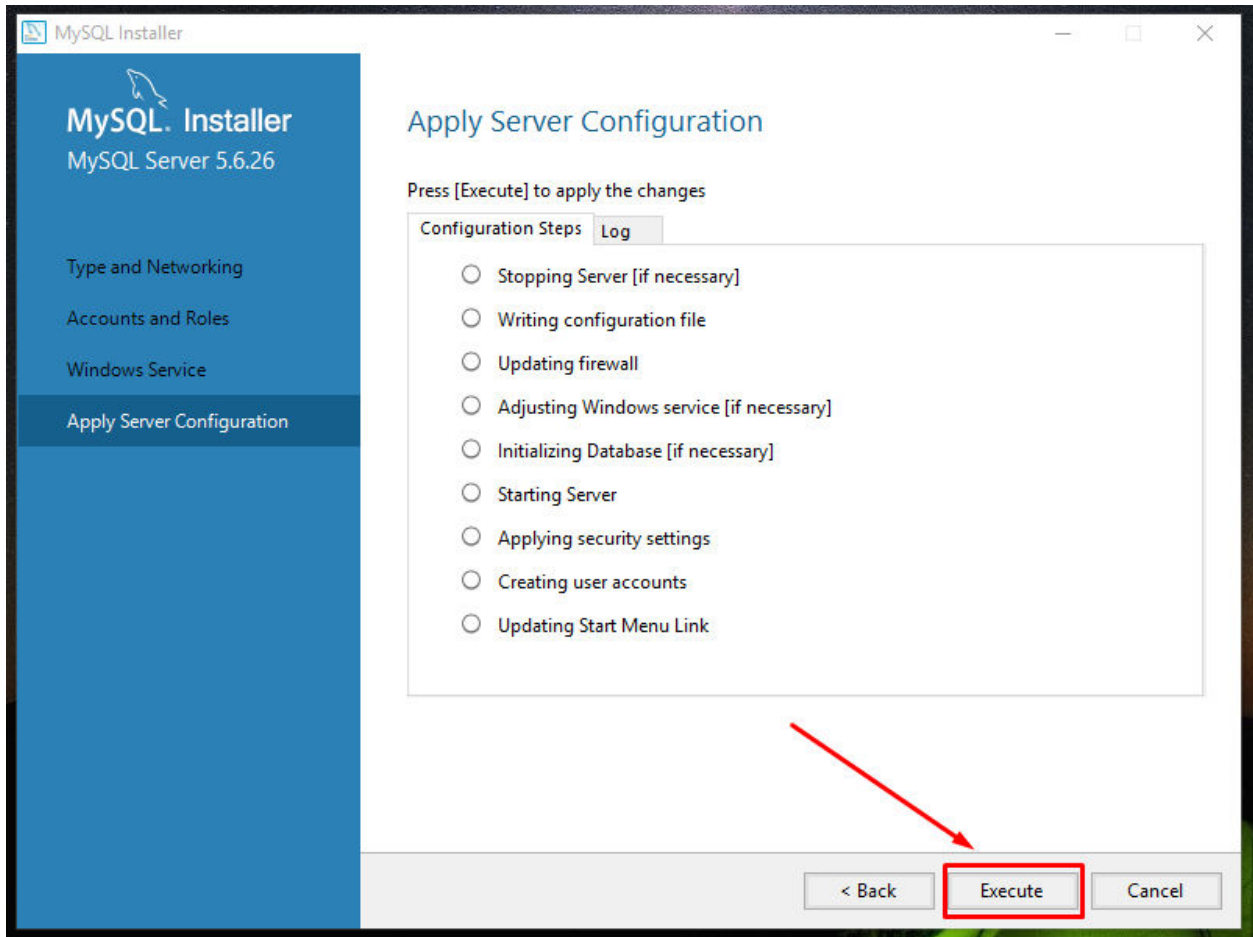 MySQL Installer
MySQL. Installer
MySQL Server 5.6.26
Type and Networking
Accounts and Roles
Windows Service
Apply Server Configuration
Apply Server Configuration
Press [Execute] to apply the changes
Configuration Steps Log
Stopping Server [if necessary]
Writing configuration file
Updating firewall
Adjusting Windows service [if necessary]
Initializing Database [if necessary]
Starting Server
Applying security settings
Creating user accounts
Updating Start Menu Link
< Back Execute Cancel